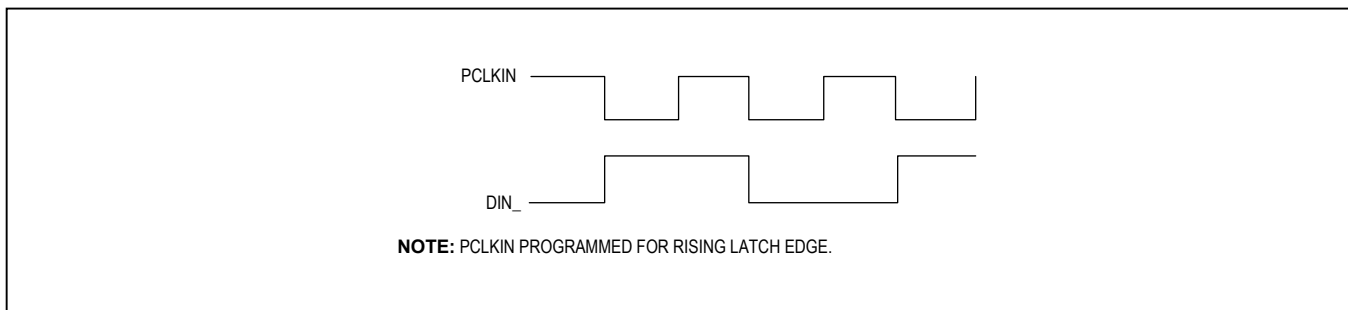 PCLKIN
DIN_
NOTE: PCLKIN PROGRAMMED FOR RISING LATCH EDGE.